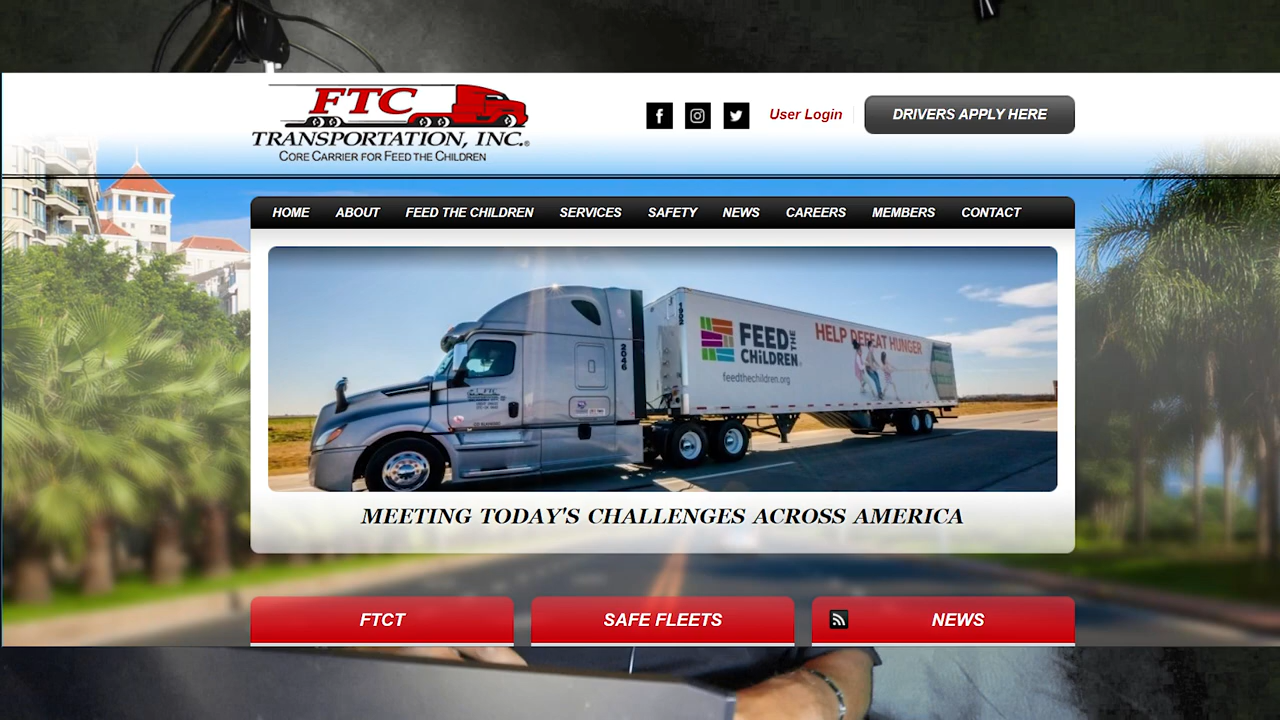 FTC
TRANSPORTATION, INC.®
CORE CARRIER FOR FEED THE CHILDREN
User Login
DRIVERS APPLY HERE
HOME ABOUT FEED THE CHILDREN SERVICES SAFETY NEWS CAREERS MEMBERS CONTACT
2046
FEED THE CHiLDREN
feedthechildren.org
HELP DEFEAT HUNGER
MEETING TODAY'S CHALLENGES ACROSS AMERICA
FTCT
SAFE FLEETS
NEWS